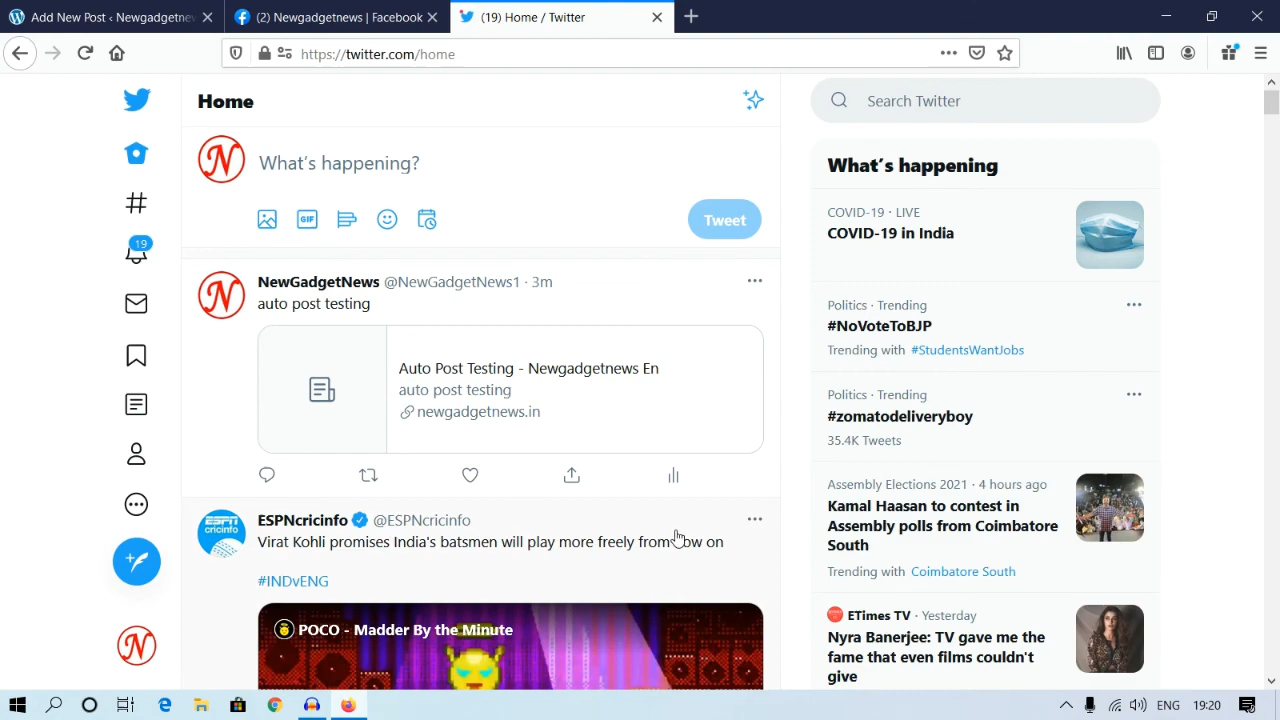 Add New Post ‹ Newgadgetnew
(2) Newgadgetnews | Facebook
(19) Home / Twitter
https://twitter.com/home
Home
What's happening?
GIF
Tweet
19
NewGadgetNews @NewGadgetNews1 · 3m
auto post testing
Auto Post Testing - Newgadgetnews En
auto post testing
newgadgetnews.in
ESPN
cricinfo
ESPNcricinfo @ESPNcricinfo
Virat Kohli promises India's batsmen will play more freely from now on
#INDvENG
POCO - Madder By the Minute
Search Twitter
What's happening
COVID-19 · LIVE
COVID-19 in India
Politics · Trending
#NoVoteToBJP
Trending with #StudentsWantJobs
Politics · Trending
#zomatodeliveryboy
35.4K Tweets
Assembly Elections 2021 · 4 hours ago
Kamal Haasan to contest in
Assembly polls from Coimbatore
South
Trending with Coimbatore South
ETimes TV · Yesterday
Nyra Banerjee: TV gave me the
fame that even films couldn't
give
ENG
19:20